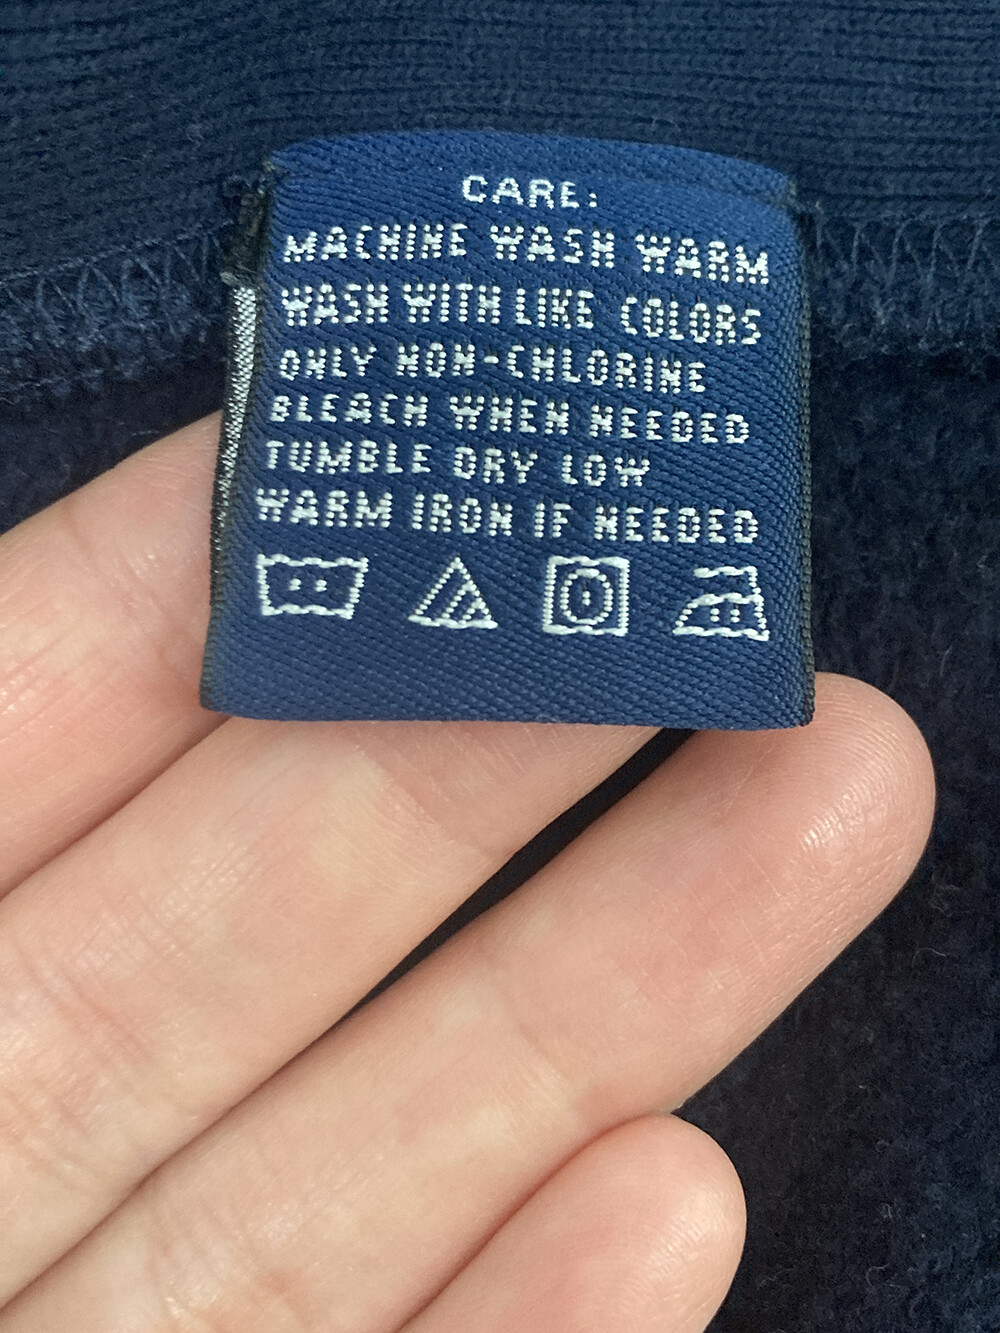 CARE:
MACHINE WASH WARM
WASH WITH LIKE COLORS
ONLY NON-CHLORINE
BLEACH WHEN NEEDED
TUMBLE DRY LOW
WARM IRON IF NEEDED